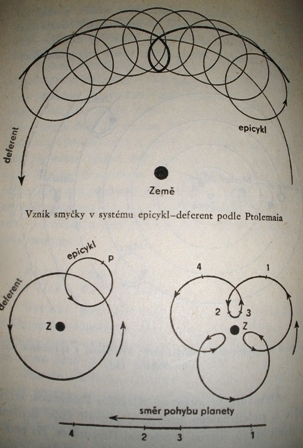 deferent
epicykl
Země
Vznik smyčky v systému epicykl–deferent podle Ptolemaia
epicykl
P
deferent
Z
4
1
2
3
Z
směr pohybu planety
4
2
3
1